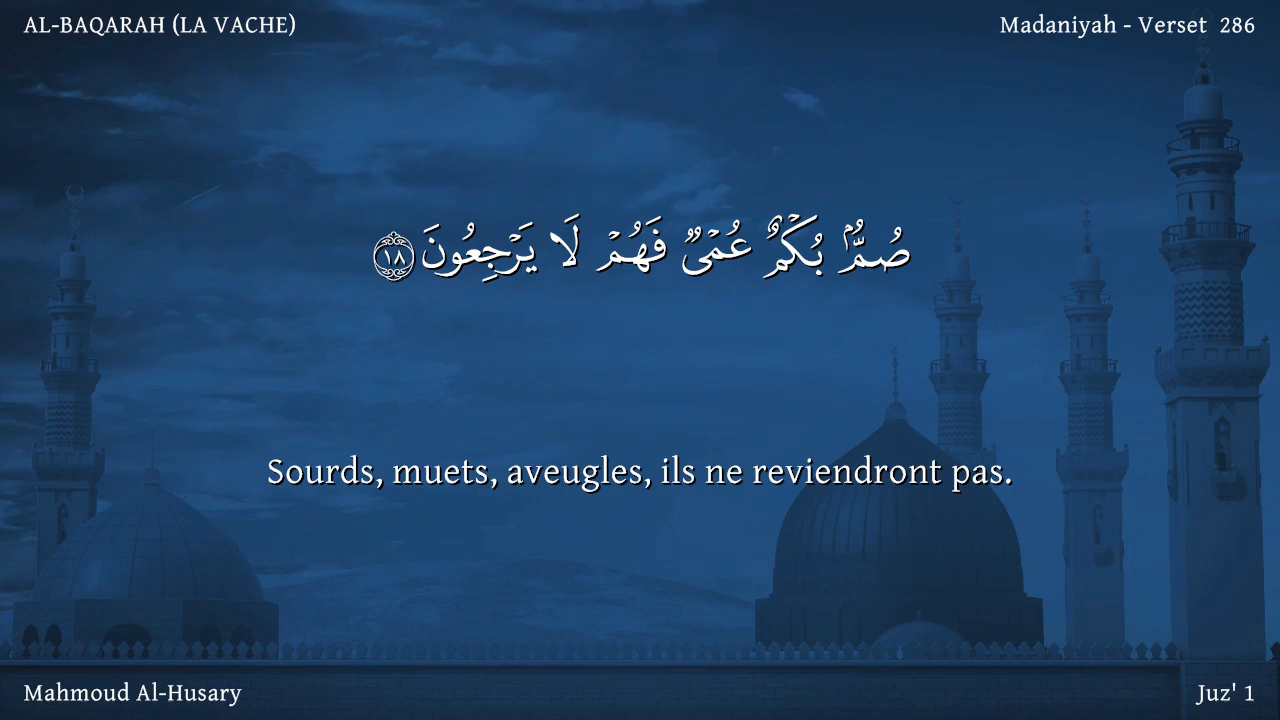 AL-BAQARAH (LA VACHE)
Madaniyah - Verset 286
صُمُّۢ بُكْمٌ عُمْىٌۭ فَهُمْ لَا يَرْجِعُونَ ١٨
Sourds, muets, aveugles, ils ne reviendront pas.
Mahmoud Al-Husary
Juz' 1